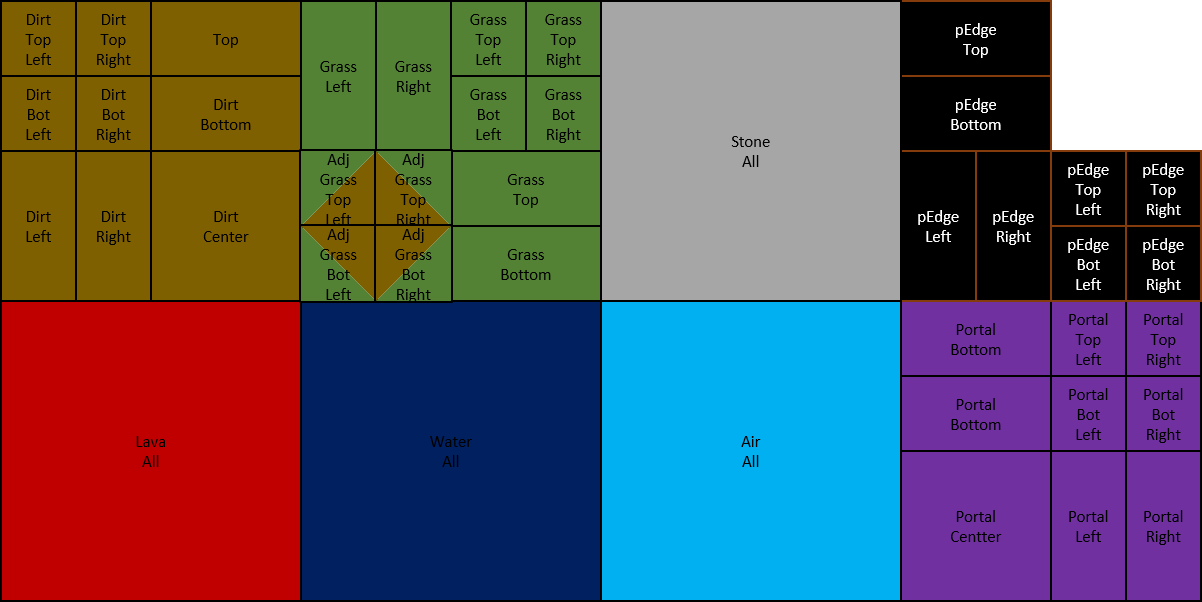 Dirt
Top
Left
Dirt
Top
Right
Top
Dirt
Bot
Left
Dirt
Bot
Right
Dirt
Bottom
Dirt
Left
Dirt
Right
Dirt
Center
Grass
Left
Grass
Right
Grass
Top
Left
Grass
Top
Right
Grass
Bot
Left
Grass
Bot
Right
Adj
Grass
Top
Left
Adj
Grass
Top
Right
Adj
Grass
Bot
Left
Adj
Grass
Bot
Right
Grass
Top
Grass
Bottom
Stone
All
pEdge
Top
pEdge
Bottom
pEdge
Left
pEdge
Right
pEdge
Top
Left
pEdge
Top
Right
pEdge
Bot
Left
pEdge
Bot
Right
Lava
All
Water
All
Air
All
Portal
Bottom
Portal
Top
Left
Portal
Top
Right
Portal
Bottom
Portal
Bot
Left
Portal
Bot
Right
Portal
Centter
Portal
Left
Portal
Right